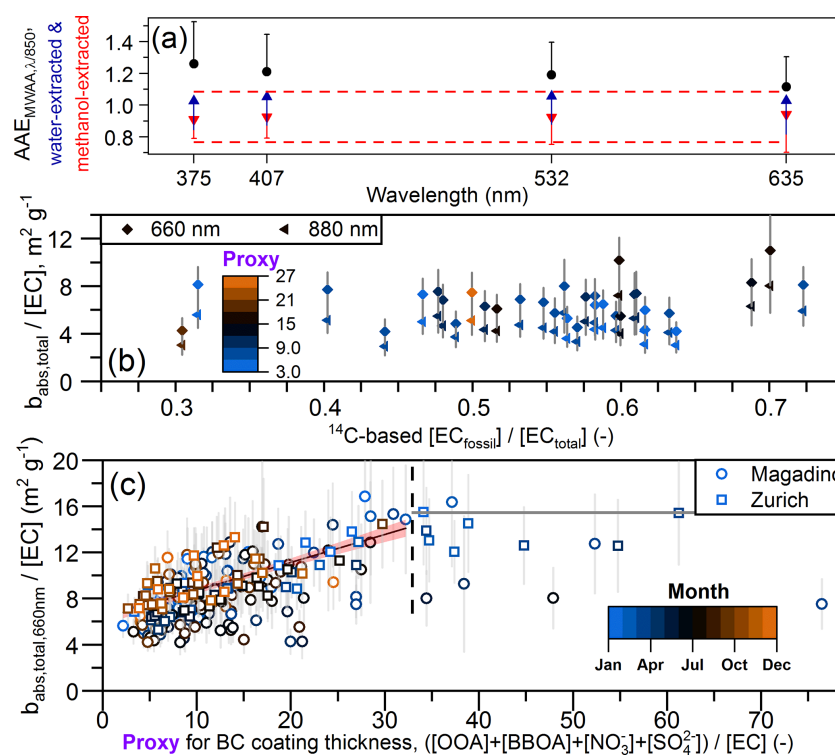 AAE_MWAA,λ/850,
water-extracted &
methanol-extracted
(a)
1.4
1.2
1.0
0.8
375 407 532 635
Wavelength (nm)
b_abs,total / [EC], m² g⁻¹
660 nm 880 nm
Proxy
27
21
15
9.0
3.0
12
8
4
0
(b)
0.3 0.4 0.5 0.6 0.7
¹⁴C-based [EC_fossil] / [EC_total] (-)
b_abs,total,660nm / [EC] (m² g⁻¹)
20
16
12
8
4
0
(c)
Magadino
Zurich
Month
Jan Apr Jul Oct Dec
0 10 20 30 40 50 60 70
Proxy for BC coating thickness, ([OOA]+[BBOA]+[NO₃⁻]+[SO₄²⁻]) / [EC] (-)